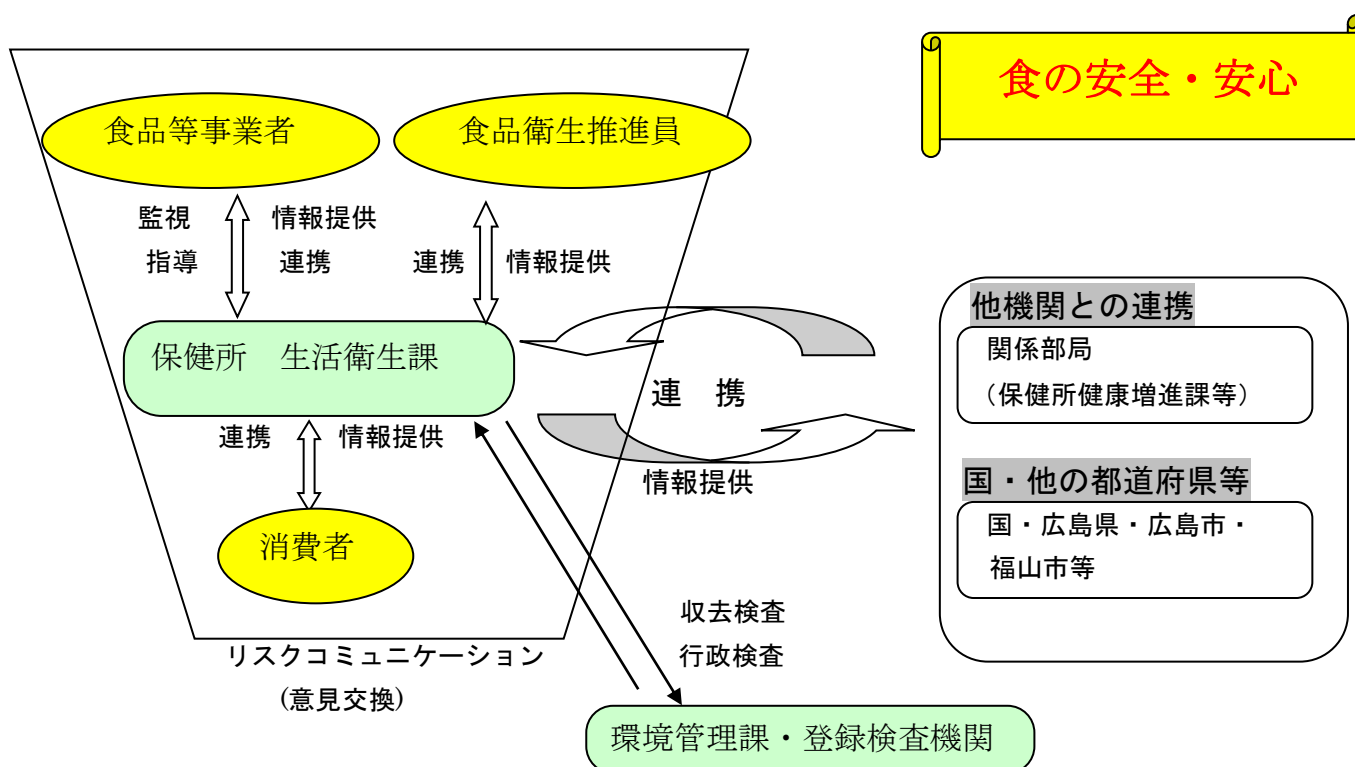 食の安全・安心
食品等事業者
食品衛生推進員
監視
情報提供
指導
連携
連携
情報提供
保健所 生活衛生課
連携
情報提供
消費者
リスクコミュニケーション
(意見交換)
連 携
情報提供
他機関との連携
関係部局
（保健所健康増進課等）
国・他の都道府県等
国・広島県・広島市・
福山市等
収去検査
行政検査
環境管理課・登録検査機関